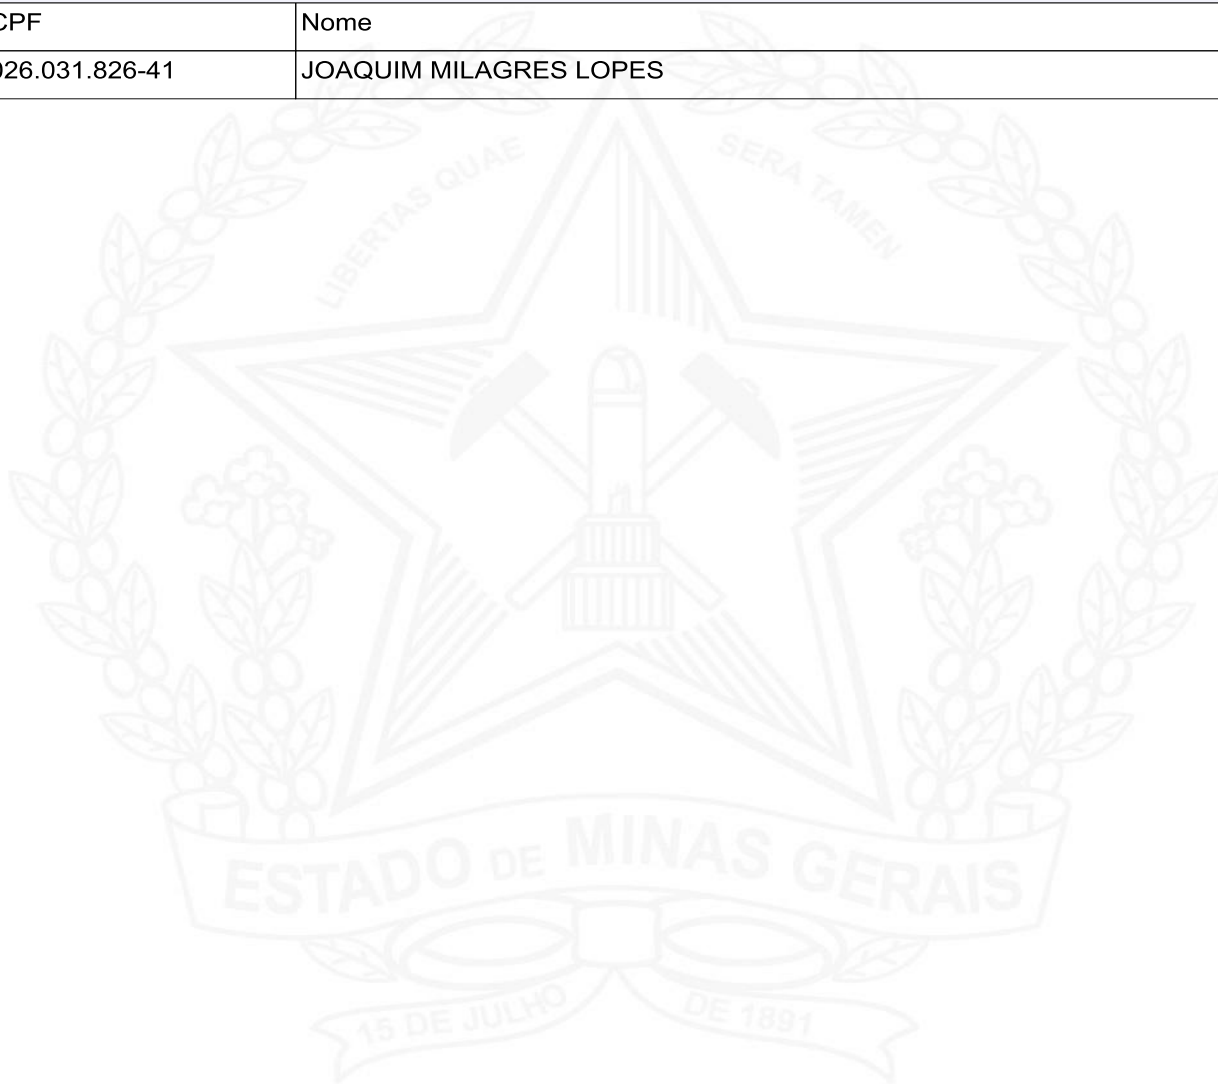 CPF Nome
026.031.826-41 JOAQUIM MILAGRES LOPES
LIBERTAS QUAE SERA TAMEN
ESTADO DE MINAS GERAIS
15 DE JULHO DE 1891